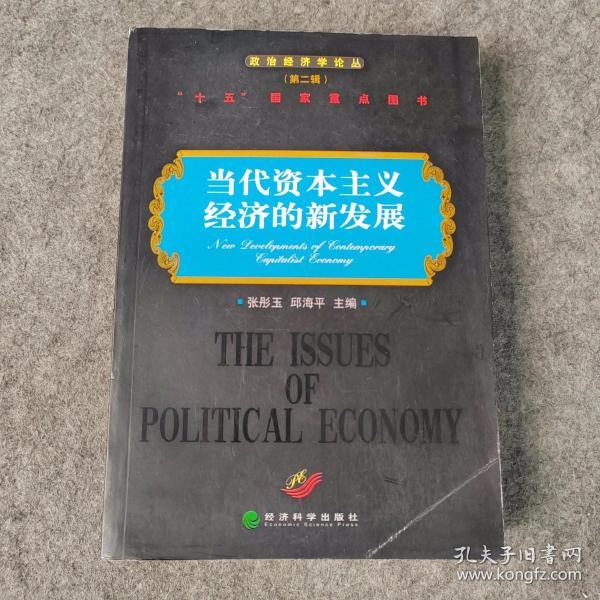 政治经济学论丛
(第二辑)
“十五”国家重点图书
当代资本主义
经济的新发展
New Developments of Contemporary
Capitalist Economy
张彤玉 邱海平 主编
THE ISSUES
OF
POLITICAL ECONOMY
PE
经济科学出版社
Economic Science Press
孔夫子旧书网
www.kongfz.com